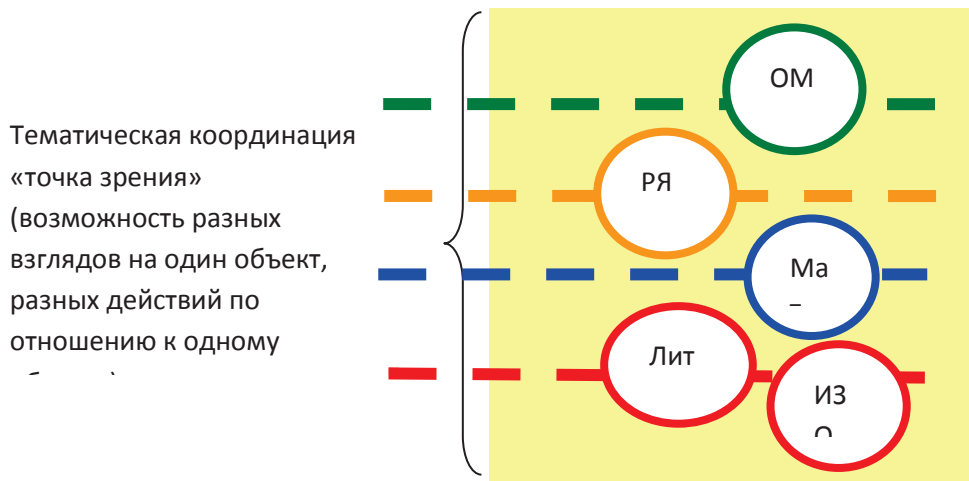 Тематическая координация
«точка зрения»
(возможность разных
взглядов на один объект,
разных действий по
отношению к одному
ОМ
РЯ
Ма
Лит
ИЗ